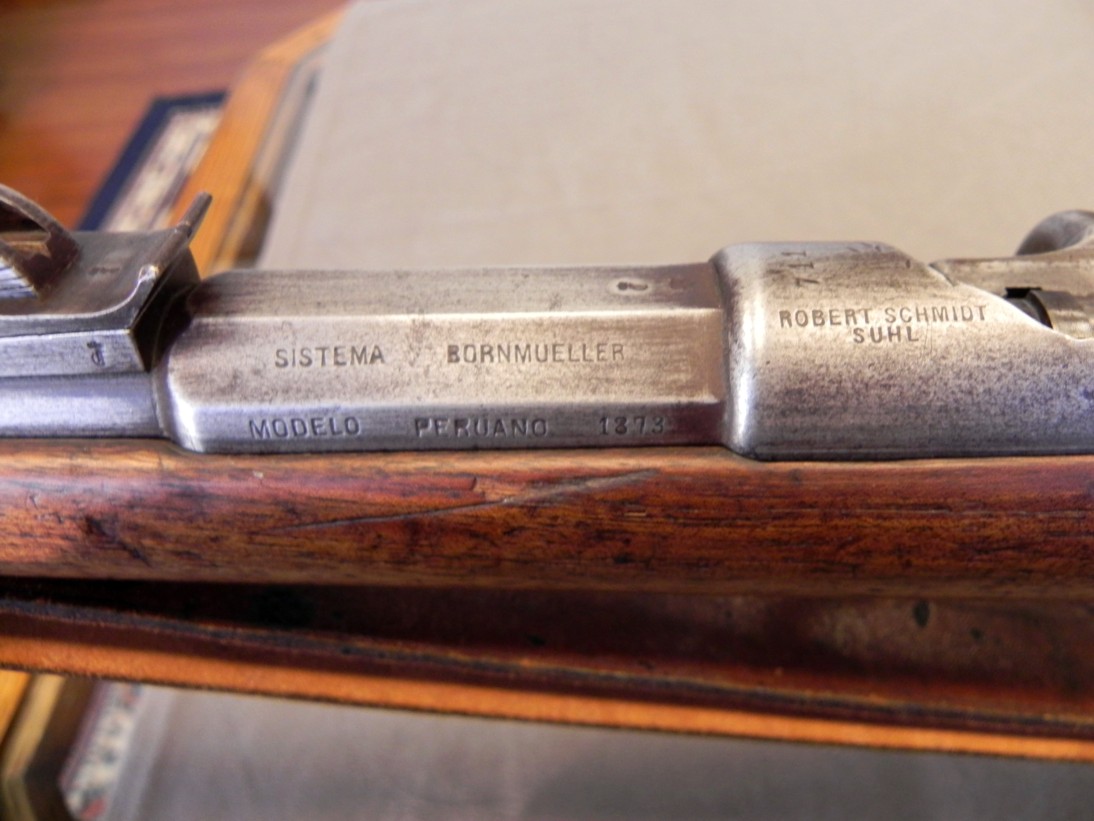 SISTEMA BORNMUELLER
MODELO PERUANO 1873
ROBERT SCHMIDT
SUHL